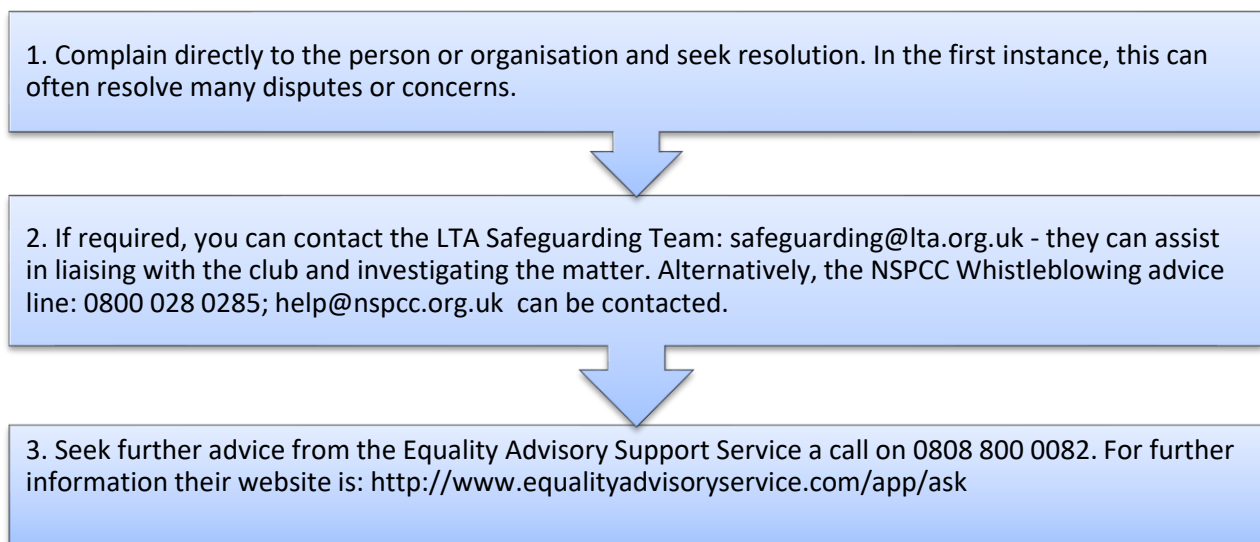 1. Complain directly to the person or organisation and seek resolution. In the first instance, this can
often resolve many disputes or concerns.
2. If required, you can contact the LTA Safeguarding Team: safeguarding@lta.org.uk - they can assist
in liaising with the club and investigating the matter. Alternatively, the NSPCC Whistleblowing advice
line: 0800 028 0285; help@nspcc.org.uk  can be contacted.
3. Seek further advice from the Equality Advisory Support Service a call on 0808 800 0082. For further
information their website is: http://www.equalityadvisoryservice.com/app/ask